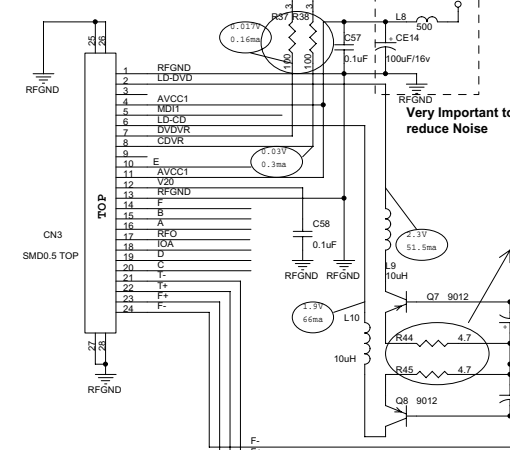 3
3
R37 R38
0.017V
0.16ma
100
100
C57
0.1uF
L8
500
+ CE14
100uF/16v
RFGND
Very Important to
reduce Noise
25
26
RFGND
1 RFGND
2 LD-DVD
3
4 AVCC1
5 MDI1
6 LD-CD
7 DVDVR
8 CDVR
9
10 E
11 AVCC1
12 V20
13 RFGND
14 F
15 B
16 A
17 RFO
18 IOA
19 D
20 C
21 T-
22 T+
23 F+
24 F-
TOP
CN3
SMD0.5 TOP
27
28
RFGND
0.03V
0.3ma
C58
0.1uF
RFGND RFGND
2.3V
51.5ma
L9
10uH
1.9V
66ma
L10
10uH
Q7 9012
+
R44 4.7
R45 4.7
Q8 9012
F-